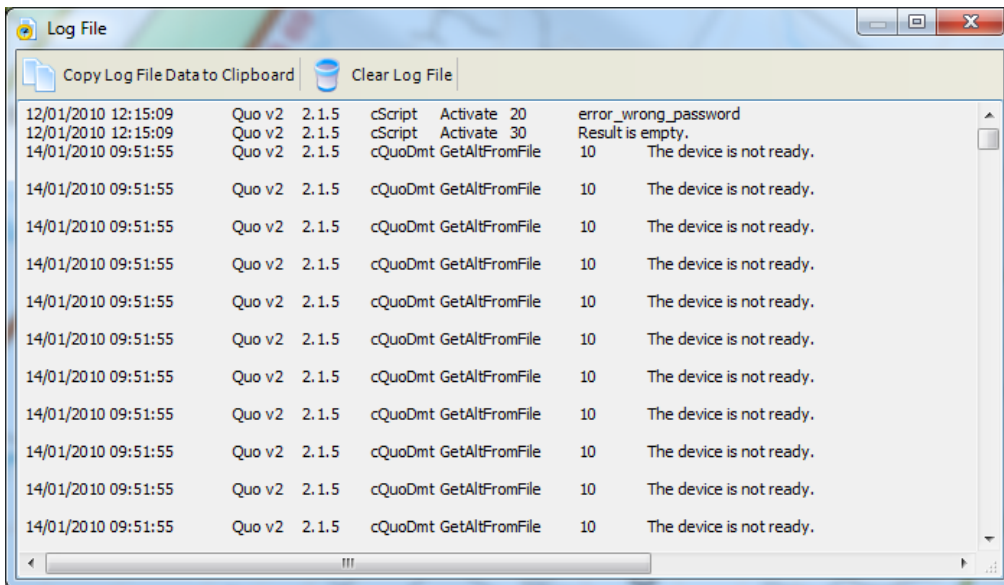 Log File
Copy Log File Data to Clipboard Clear Log File
12/01/2010 12:15:09 Quo v2 2.1.5 cScript Activate 20 error_wrong_password
12/01/2010 12:15:09 Quo v2 2.1.5 cScript Activate 30 Result is empty.
14/01/2010 09:51:55 Quo v2 2.1.5 cQuoDmt GetAltFromFile 10 The device is not ready.
14/01/2010 09:51:55 Quo v2 2.1.5 cQuoDmt GetAltFromFile 10 The device is not ready.
14/01/2010 09:51:55 Quo v2 2.1.5 cQuoDmt GetAltFromFile 10 The device is not ready.
14/01/2010 09:51:55 Quo v2 2.1.5 cQuoDmt GetAltFromFile 10 The device is not ready.
14/01/2010 09:51:55 Quo v2 2.1.5 cQuoDmt GetAltFromFile 10 The device is not ready.
14/01/2010 09:51:55 Quo v2 2.1.5 cQuoDmt GetAltFromFile 10 The device is not ready.
14/01/2010 09:51:55 Quo v2 2.1.5 cQuoDmt GetAltFromFile 10 The device is not ready.
14/01/2010 09:51:55 Quo v2 2.1.5 cQuoDmt GetAltFromFile 10 The device is not ready.
14/01/2010 09:51:55 Quo v2 2.1.5 cQuoDmt GetAltFromFile 10 The device is not ready.
14/01/2010 09:51:55 Quo v2 2.1.5 cQuoDmt GetAltFromFile 10 The device is not ready.
14/01/2010 09:51:55 Quo v2 2.1.5 cQuoDmt GetAltFromFile 10 The device is not ready.